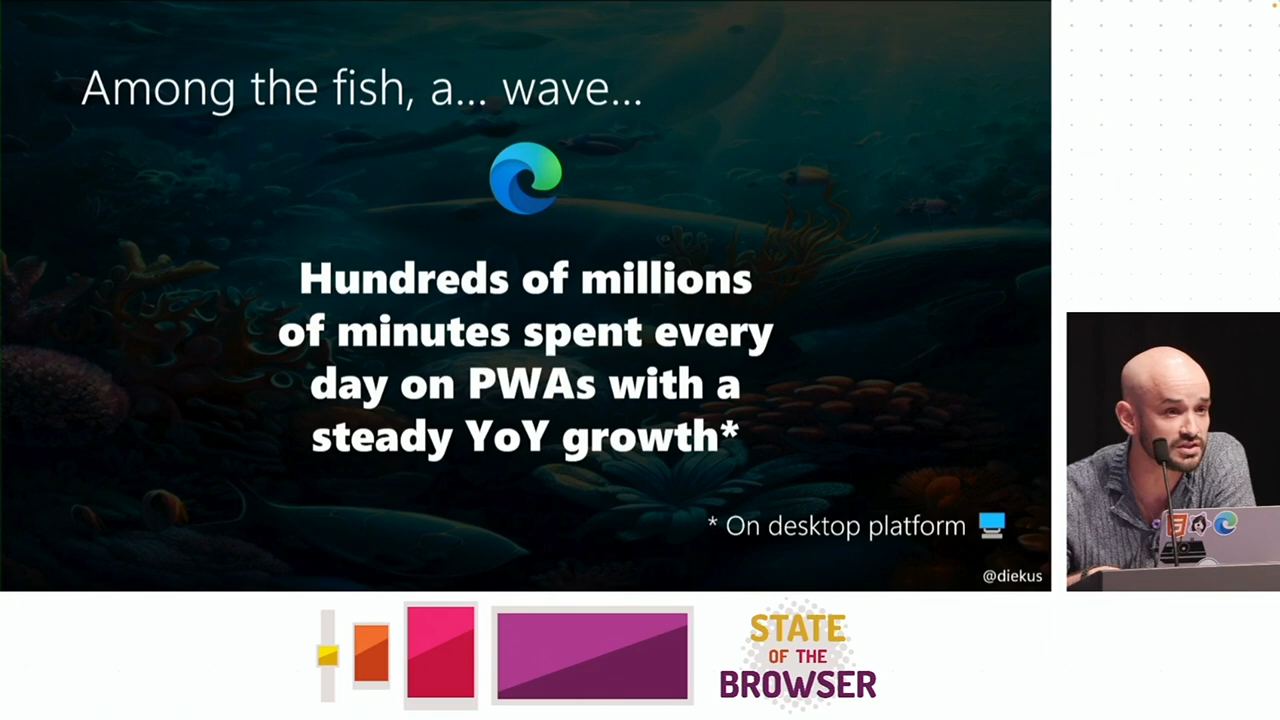 Among the fish, a... wave...
Hundreds of millions
of minutes spent every
day on PWAs with a
steady YoY growth*
* On desktop platform
@diekus
STATE
OF THE
BROWSER